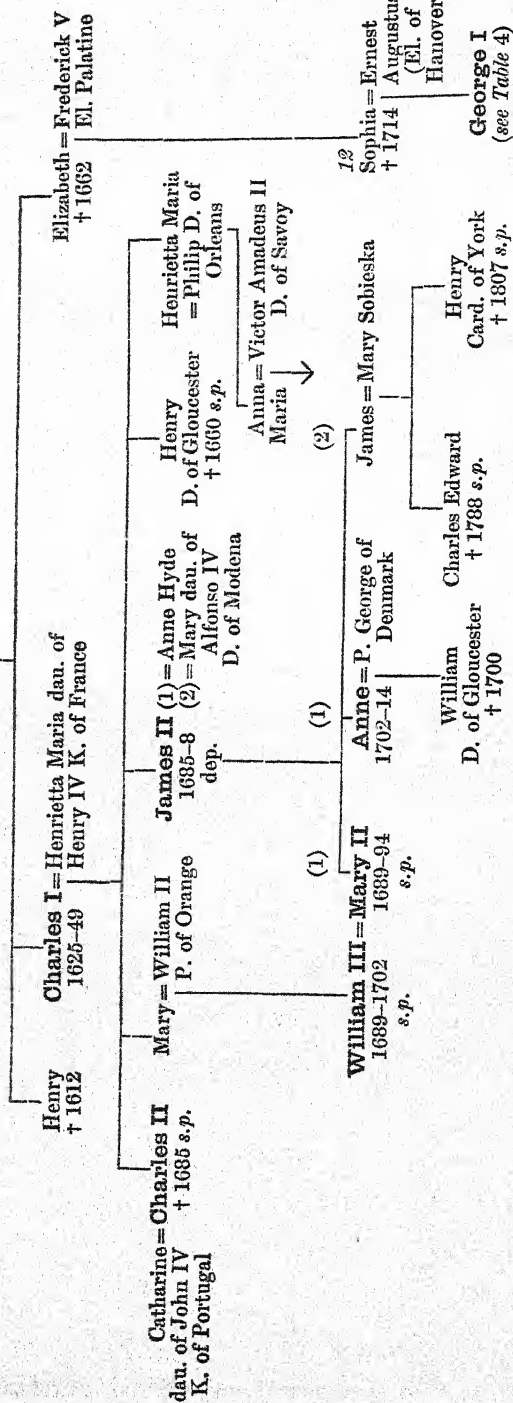 Henry
† 1612
Charles I = Henrietta Maria dau. of
1625–49 Henry IV K. of France
Elizabeth = Frederick V
† 1662 El. Palatine
Catharine = Charles II
dau. of John IV † 1685 s.p.
K. of Portugal
Mary = William II
P. of Orange
James II (1) = Anne Hyde
1685–8 (2) = Mary dau. of
dep. Alfonso IV
D. of Modena
Henry
D. of Gloucester
† 1660 s.p.
Henrietta Maria
= Philip D. of
Orleans
12
Sophia = Ernest
† 1714 Augustus
(El. of
Hanover
Anna = Victor Amadeus II
Maria D. of Savoy
(1)
(1)
(2)
William III = Mary II
1689–1702 1689–94
s.p. s.p.
Anne = P. George of
1702–14 Denmark
James = Mary Sobieska
George I
(see Table 4)
William
D. of Gloucester
† 1700
Charles Edward
† 1788 s.p.
Henry
Card. of York
† 1807 s.p.